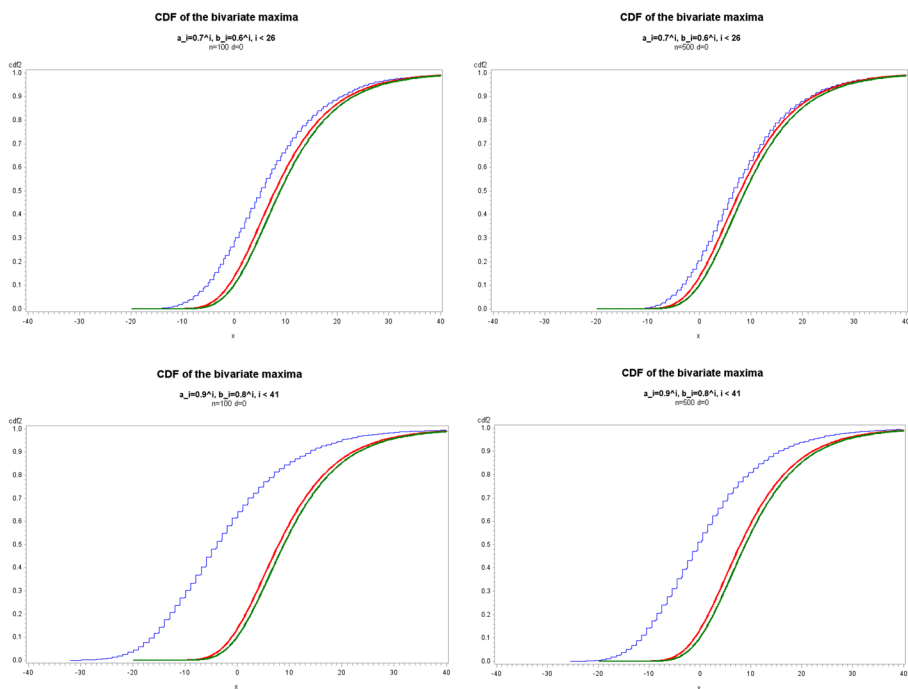 CDF of the bivariate maxima
a_i=0.7^i, b_i=0.6^i, i < 26
n=100 d=0
cdf2
1.0
0.9
0.8
0.7
0.6
0.5
0.4
0.3
0.2
0.1
0.0
-40 -30 -20 -10 0 10 20 30 40
x
CDF of the bivariate maxima
a_i=0.7^i, b_i=0.6^i, i < 26
n=500 d=0
cdf2
1.0
0.9
0.8
0.7
0.6
0.5
0.4
0.3
0.2
0.1
0.0
-40 -30 -20 -10 0 10 20 30 40
x
CDF of the bivariate maxima
a_i=0.9^i, b_i=0.8^i, i < 41
n=100 d=0
cdf2
1.0
0.9
0.8
0.7
0.6
0.5
0.4
0.3
0.2
0.1
0.0
-40 -30 -20 -10 0 10 20 30 40
x
CDF of the bivariate maxima
a_i=0.9^i, b_i=0.8^i, i < 41
n=500 d=0
cdf2
1.0
0.9
0.8
0.7
0.6
0.5
0.4
0.3
0.2
0.1
0.0
-40 -30 -20 -10 0 10 20 30 40
x